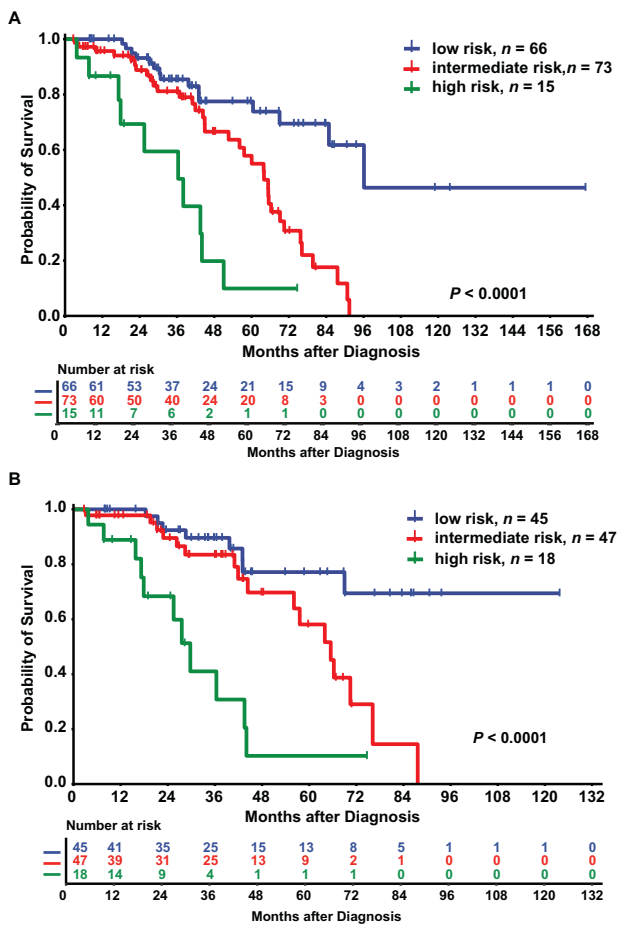 A
1.0
0.8
0.6
0.4
0.2
0.0
Probability of Survival
low risk, n = 66
intermediate risk,n = 73
high risk, n = 15
P < 0.0001
0 12 24 36 48 60 72 84 96 108 120 132 144 156 168
Months after Diagnosis
Number at risk
66 61 53 37 24 21 15 9 4 3 2 1 1 1 0
73 60 50 40 24 20 8 3 0 0 0 0 0 0 0
15 11 7 6 2 1 1 0 0 0 0 0 0 0 0
0 12 24 36 48 60 72 84 96 108 120 132 144 156 168
Months after Diagnosis
B
1.0
0.8
0.6
0.4
0.2
0.0
Probability of Survival
low risk, n = 45
intermediate risk, n = 47
high risk, n = 18
P < 0.0001
0 12 24 36 48 60 72 84 96 108 120 132
Months after Diagnosis
Number at risk
45 41 35 25 15 13 8 5 1 1 1 0
47 39 31 25 13 9 2 1 0 0 0 0
18 14 9 4 1 1 1 0 0 0 0 0
0 12 24 36 48 60 72 84 96 108 120 132
Months after Diagnosis